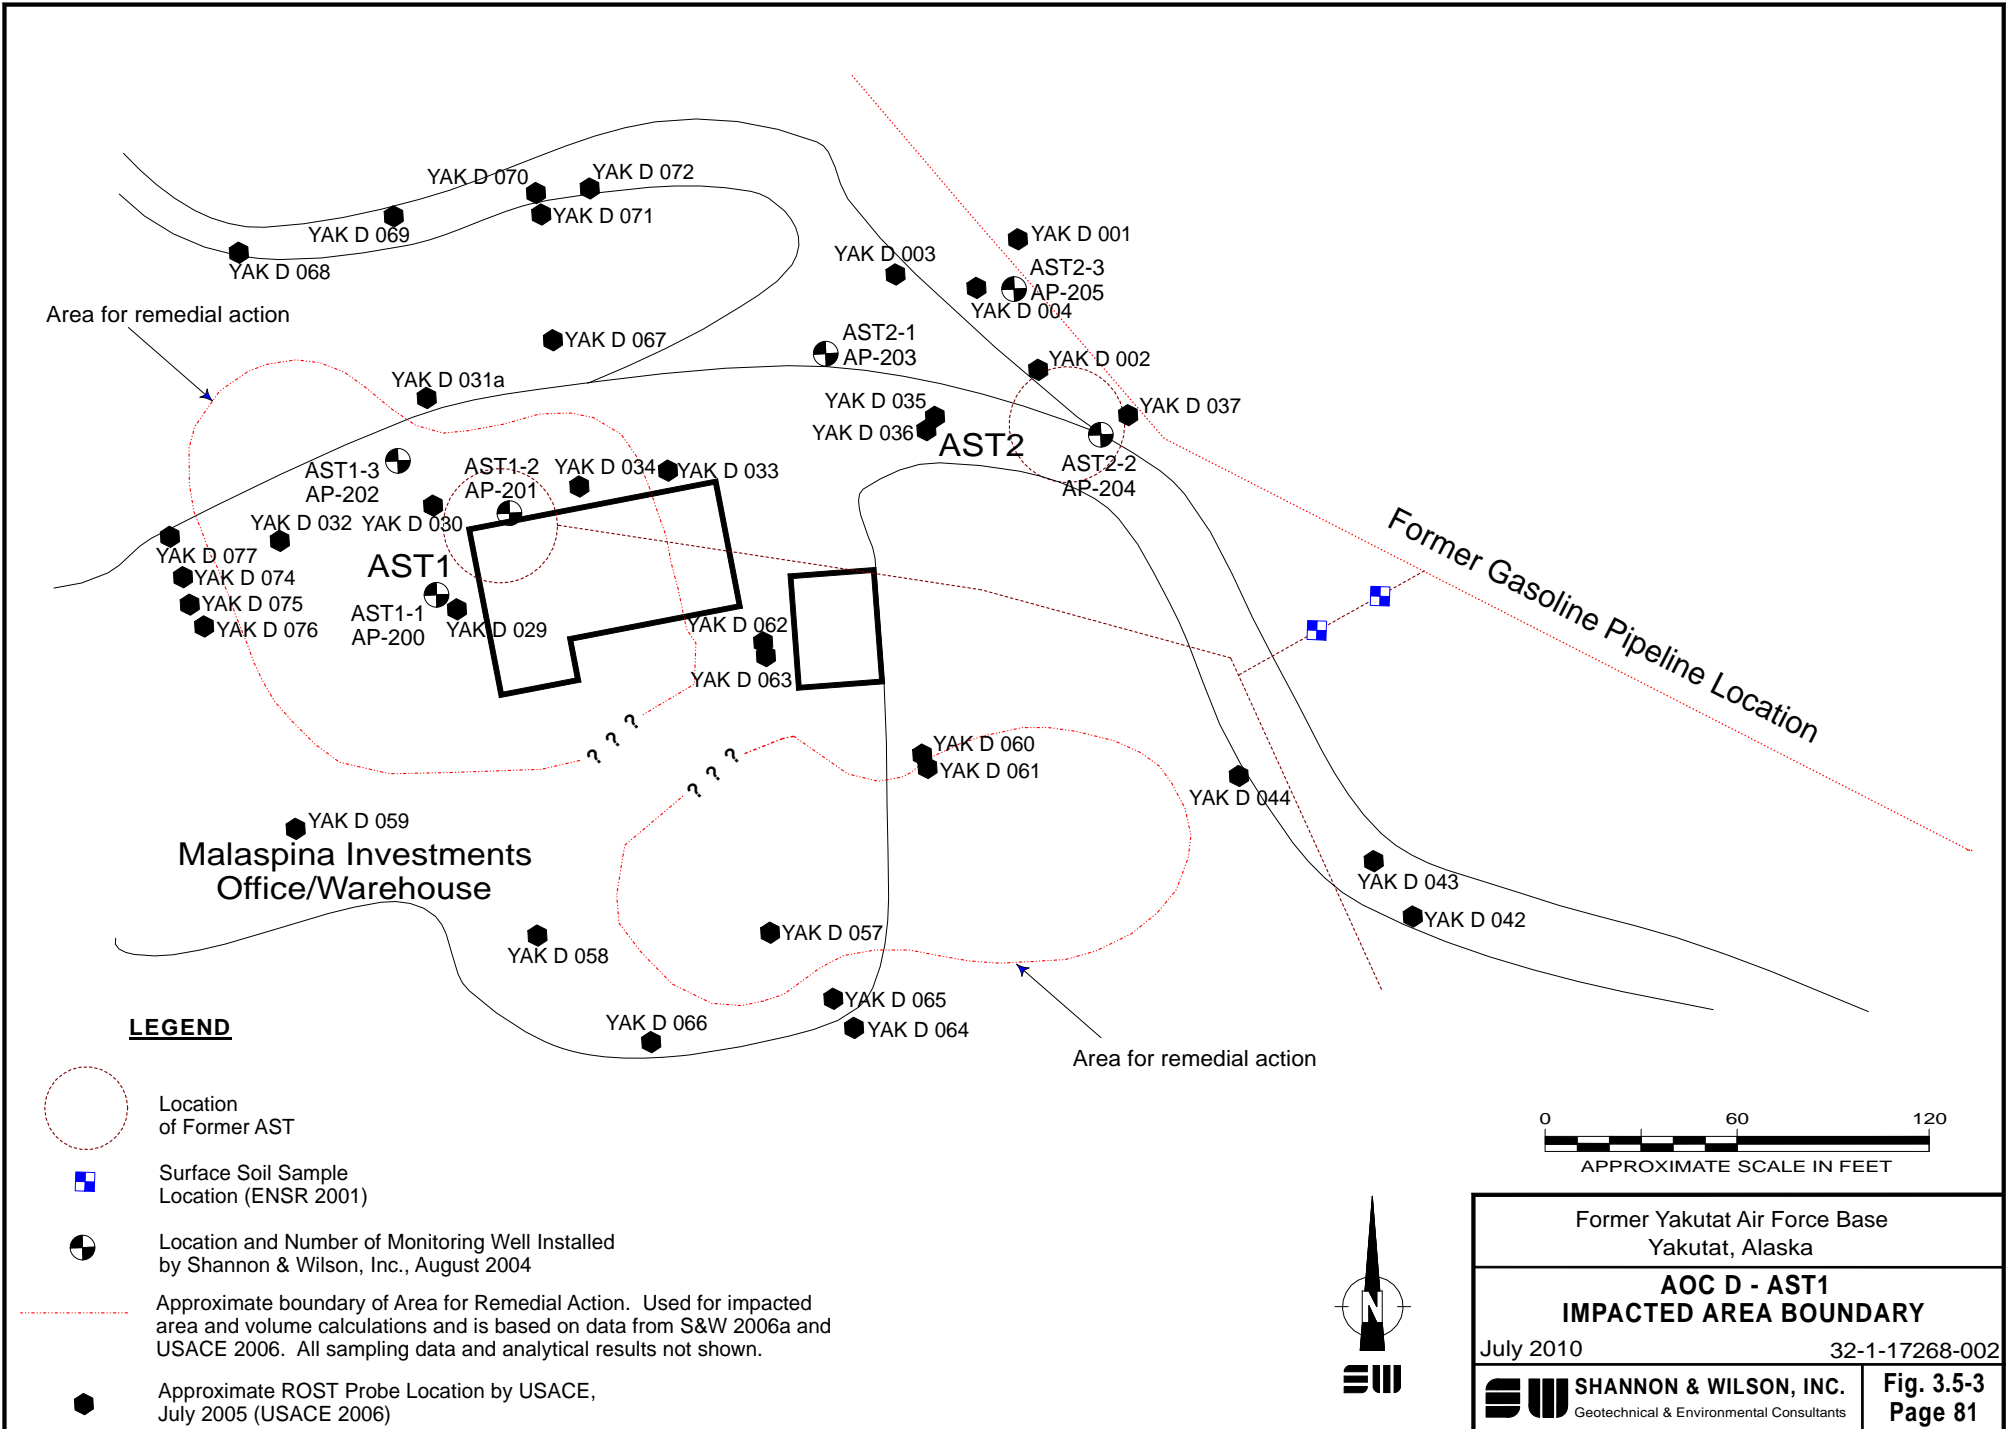 YAK D 070
YAK D 072
YAK D 071
YAK D 069
YAK D 068
YAK D 003
YAK D 001
AST2-3
AP-205
YAK D 004
Area for remedial action
YAK D 067
AST2-1
AP-203
YAK D 002
YAK D 031a
YAK D 035
YAK D 036
AST2
YAK D 037
AST2-2
AP-204
AST1-3
AP-202
AST1-2
AP-201
YAK D 034
YAK D 033
YAK D 032
YAK D 030
YAK D 077
AST1
YAK D 074
YAK D 075
YAK D 076
AST1-1
AP-200
YAK D 029
YAK D 062
YAK D 063
Former Gasoline Pipeline Location
? ? ?
? ? ?
YAK D 060
YAK D 061
YAK D 044
YAK D 059
Malaspina Investments
Office/Warehouse
YAK D 043
YAK D 042
YAK D 058
YAK D 057
YAK D 065
YAK D 066
YAK D 064
Area for remedial action
LEGEND
Location
of Former AST
Surface Soil Sample
Location (ENSR 2001)
Location and Number of Monitoring Well Installed
by Shannon & Wilson, Inc., August 2004
Approximate boundary of Area for Remedial Action. Used for impacted
area and volume calculations and is based on data from S&W 2006a and
USACE 2006. All sampling data and analytical results not shown.
Approximate ROST Probe Location by USACE,
July 2005 (USACE 2006)
0 60 120
APPROXIMATE SCALE IN FEET
N
SW
Former Yakutat Air Force Base
Yakutat, Alaska
AOC D - AST1
IMPACTED AREA BOUNDARY
July 2010 32-1-17268-002
SW SHANNON & WILSON, INC.
Geotechnical & Environmental Consultants
Fig. 3.5-3
Page 81